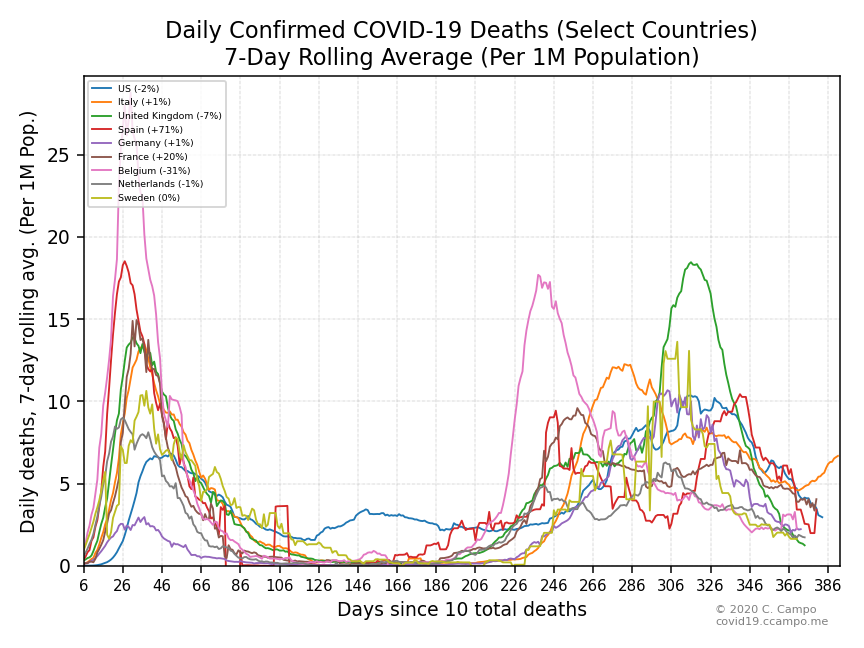 Daily Confirmed COVID-19 Deaths (Select Countries)
7-Day Rolling Average (Per 1M Population)
Daily deaths, 7-day rolling avg. (Per 1M Pop.)
US (-2%)
Italy (+1%)
United Kingdom (-7%)
Spain (+71%)
Germany (+1%)
France (+20%)
Belgium (-31%)
Netherlands (-1%)
Sweden (0%)
25
20
15
10
5
0
6 26 46 66 86 106 126 146 166 186 206 226 246 266 286 306 326 346 366 386
Days since 10 total deaths
© 2020 C. Campo
covid19.ccampo.me